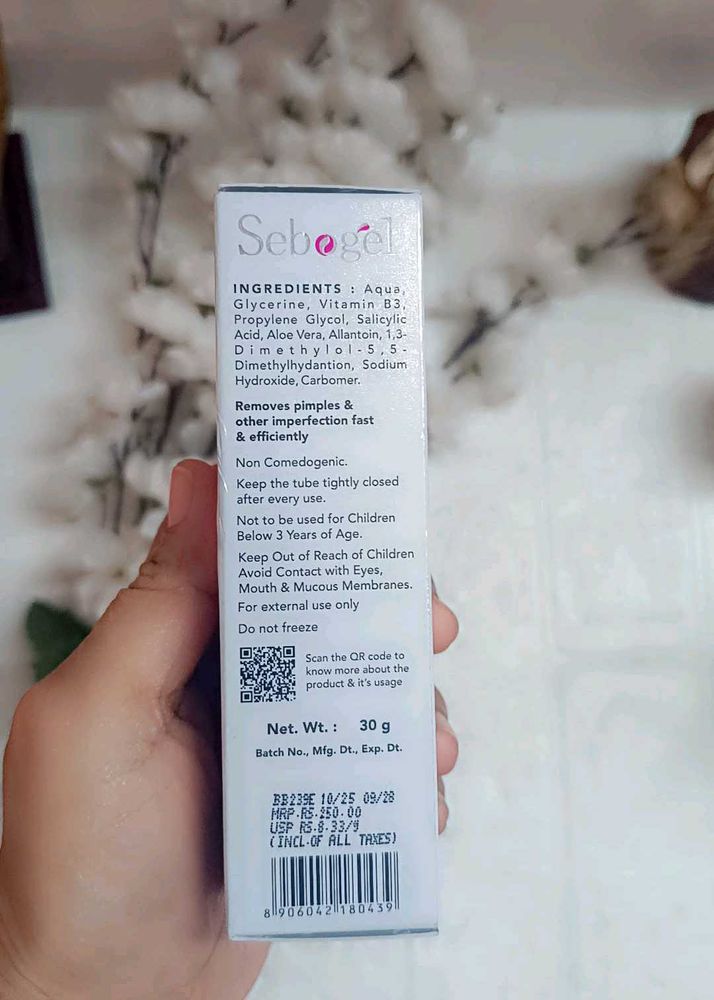 Sebogel
INGREDIENTS : Aqua,
Glycerine, Vitamin B3,
Propylene Glycol, Salicylic
Acid, Aloe Vera, Allantoin, 1,3-
Dimethylol-5,5-
Dimethylhydantion, Sodium
Hydroxide, Carbomer.
Removes pimples &
other imperfection fast
& efficiently
Non Comedogenic.
Keep the tube tightly closed
after every use.
Not to be used for Children
Below 3 Years of Age.
Keep Out of Reach of Children
Avoid Contact with Eyes,
Mouth & Mucous Membranes.
For external use only
Do not freeze
Scan the QR code to
know more about the
product & it's usage
Net. Wt. : 30 g
Batch No., Mfg. Dt., Exp. Dt.
BB239E 10/25 09/28
MRP.RS.250.00
USP RS.8.33/g
(INCL.OF ALL TAXES)
8 906042 180439